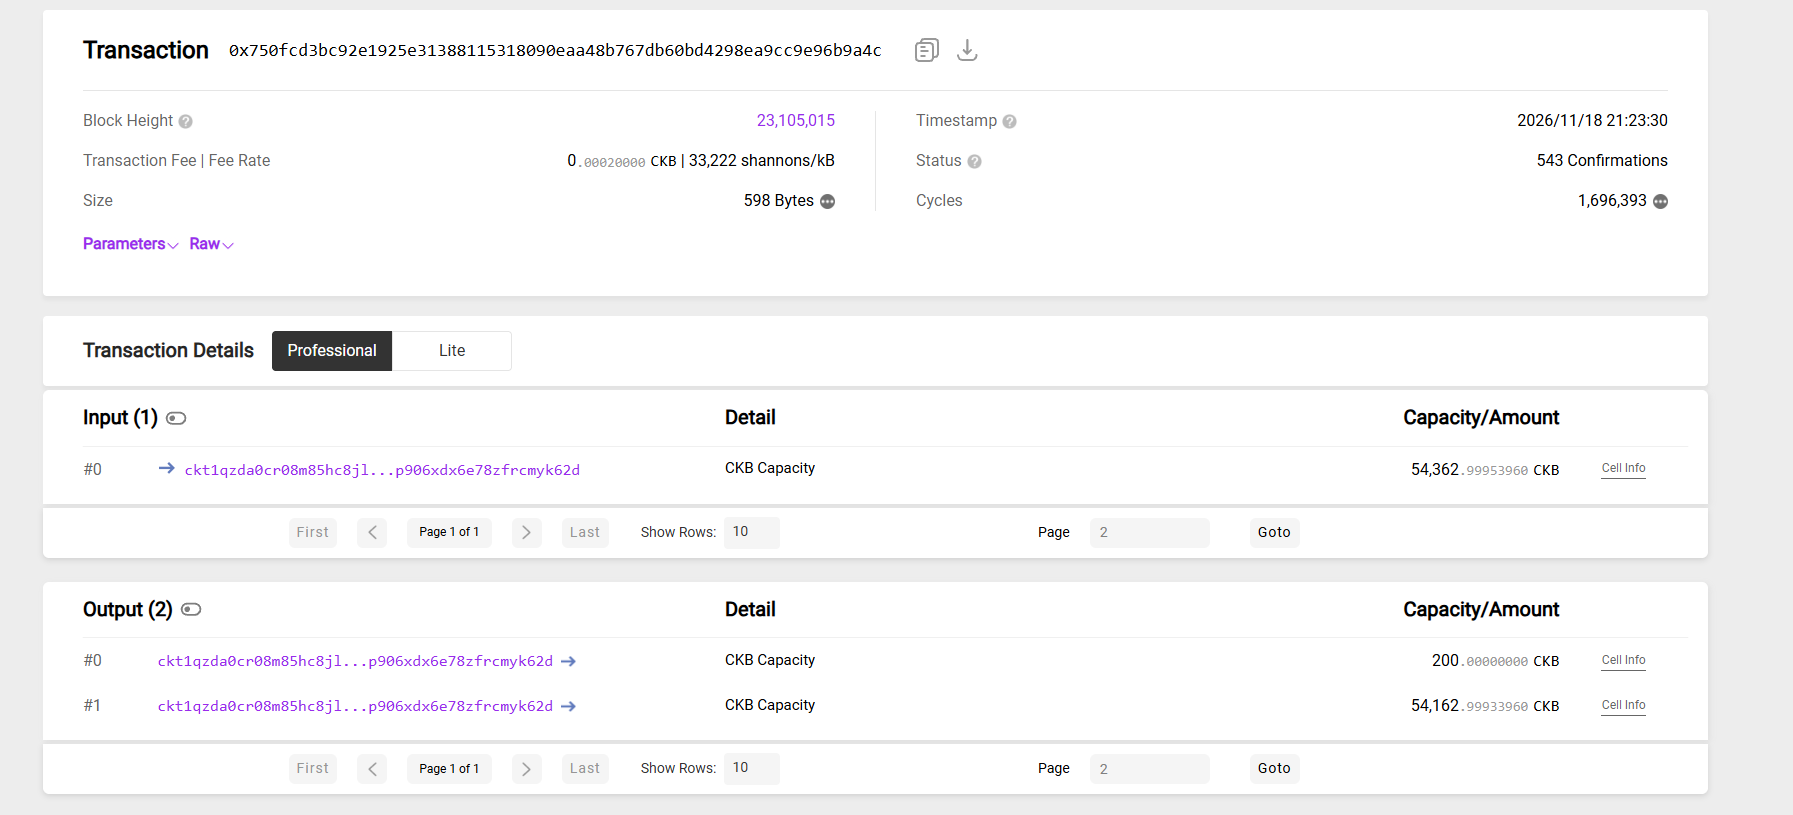 Transaction 0x750fcd3bc92e1925e31388115318090eaa48b767db60bd4298ea9cc9e96b9a4c
Block Height ? 23,105,015
Timestamp ? 2026/11/18 21:23:30
Transaction Fee | Fee Rate 0.00020000 CKB | 33,222 shannons/kB
Status ? 543 Confirmations
Size 598 Bytes
Cycles 1,696,393
Parameters Raw
Transaction Details Professional Lite
Input (1) Detail Capacity/Amount
#0 ckt1qzda0cr08m85hc8jl...p906xdx6e78zfrcmyk62d CKB Capacity 54,362.99953960 CKB Cell Info
First < Page 1 of 1 > Last Show Rows: 10 Page 2 Goto
Output (2) Detail Capacity/Amount
#0 ckt1qzda0cr08m85hc8jl...p906xdx6e78zfrcmyk62d CKB Capacity 200.00000000 CKB Cell Info
#1 ckt1qzda0cr08m85hc8jl...p906xdx6e78zfrcmyk62d CKB Capacity 54,162.99933960 CKB Cell Info
First < Page 1 of 1 > Last Show Rows: 10 Page 2 Goto